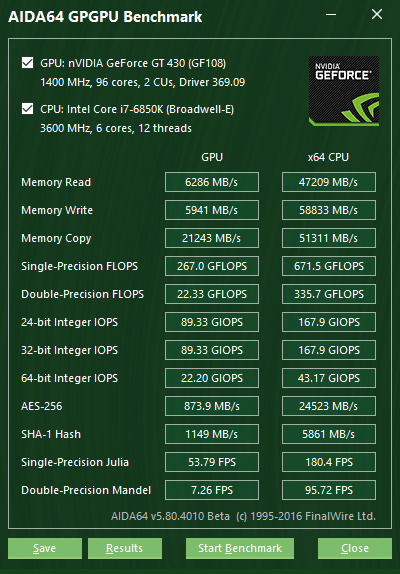 AIDA64 GPGPU Benchmark
GPU: nVIDIA GeForce GT 430 (GF108)
1400 MHz, 96 cores, 2 CUs, Driver 369.09
CPU: Intel Core i7-6850K (Broadwell-E)
3600 MHz, 6 cores, 12 threads
NVIDIA
GEFORCE
GPU x64 CPU
Memory Read 6286 MB/s 47209 MB/s
Memory Write 5941 MB/s 58833 MB/s
Memory Copy 21243 MB/s 51311 MB/s
Single-Precision FLOPS 267.0 GFLOPS 671.5 GFLOPS
Double-Precision FLOPS 22.33 GFLOPS 335.7 GFLOPS
24-bit Integer IOPS 89.33 GIOPS 167.9 GIOPS
32-bit Integer IOPS 89.33 GIOPS 167.9 GIOPS
64-bit Integer IOPS 22.20 GIOPS 43.17 GIOPS
AES-256 873.9 MB/s 24523 MB/s
SHA-1 Hash 1149 MB/s 5861 MB/s
Single-Precision Julia 53.79 FPS 180.4 FPS
Double-Precision Mandel 7.26 FPS 95.72 FPS
AIDA64 v5.80.4010 Beta (c) 1995-2016 FinalWire Ltd.
Save Results Start Benchmark Close